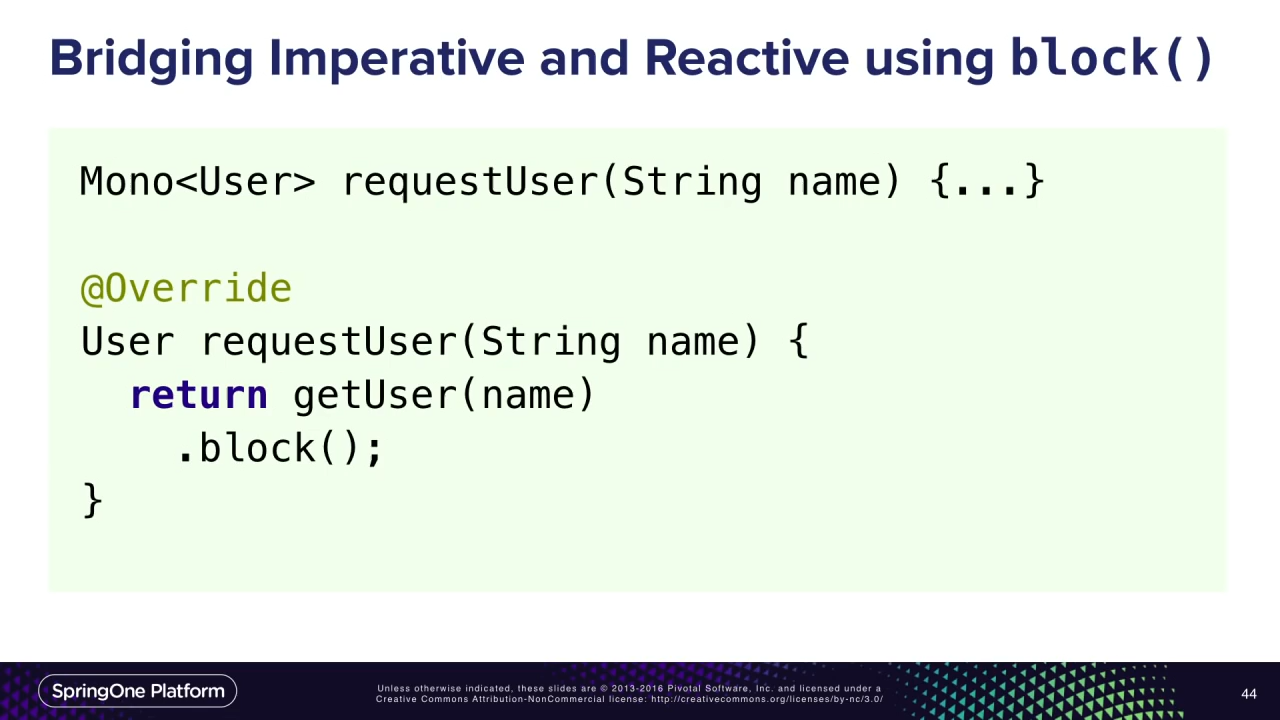 Bridging Imperative and Reactive using block()
Mono<User> requestUser(String name) {...}
@Override
User requestUser(String name) {
return getUser(name)
.block();
}
SpringOne Platform
Unless otherwise indicated, these slides are © 2013-2016 Pivotal Software, Inc. and licensed under a
Creative Commons Attribution-NonCommercial license: http://creativecommons.org/licenses/by-nc/3.0/
44